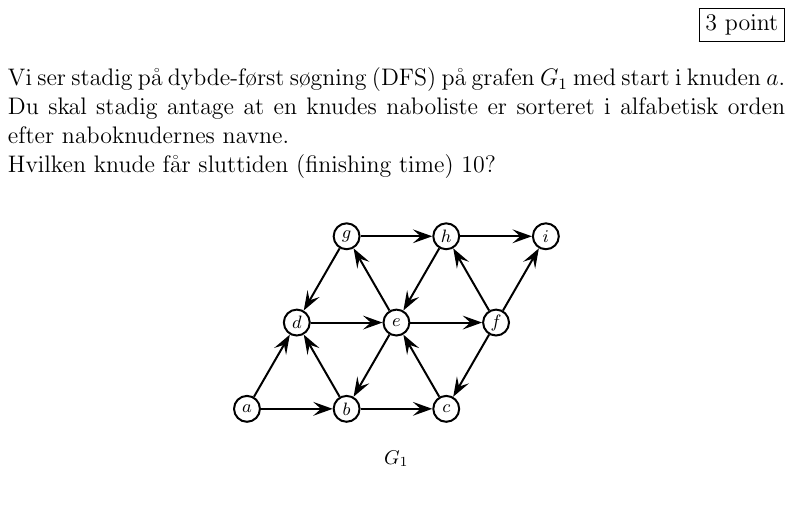 3 point
Vi ser stadig på dybde-først søgning (DFS) på grafen G₁ med start i knuden a.
Du skal stadig antage at en knudes naboliste er sorteret i alfabetisk orden
efter naboknudernes navne.
Hvilken knude får sluttiden (finishing time) 10?
g h i
d e f
a b c
G₁